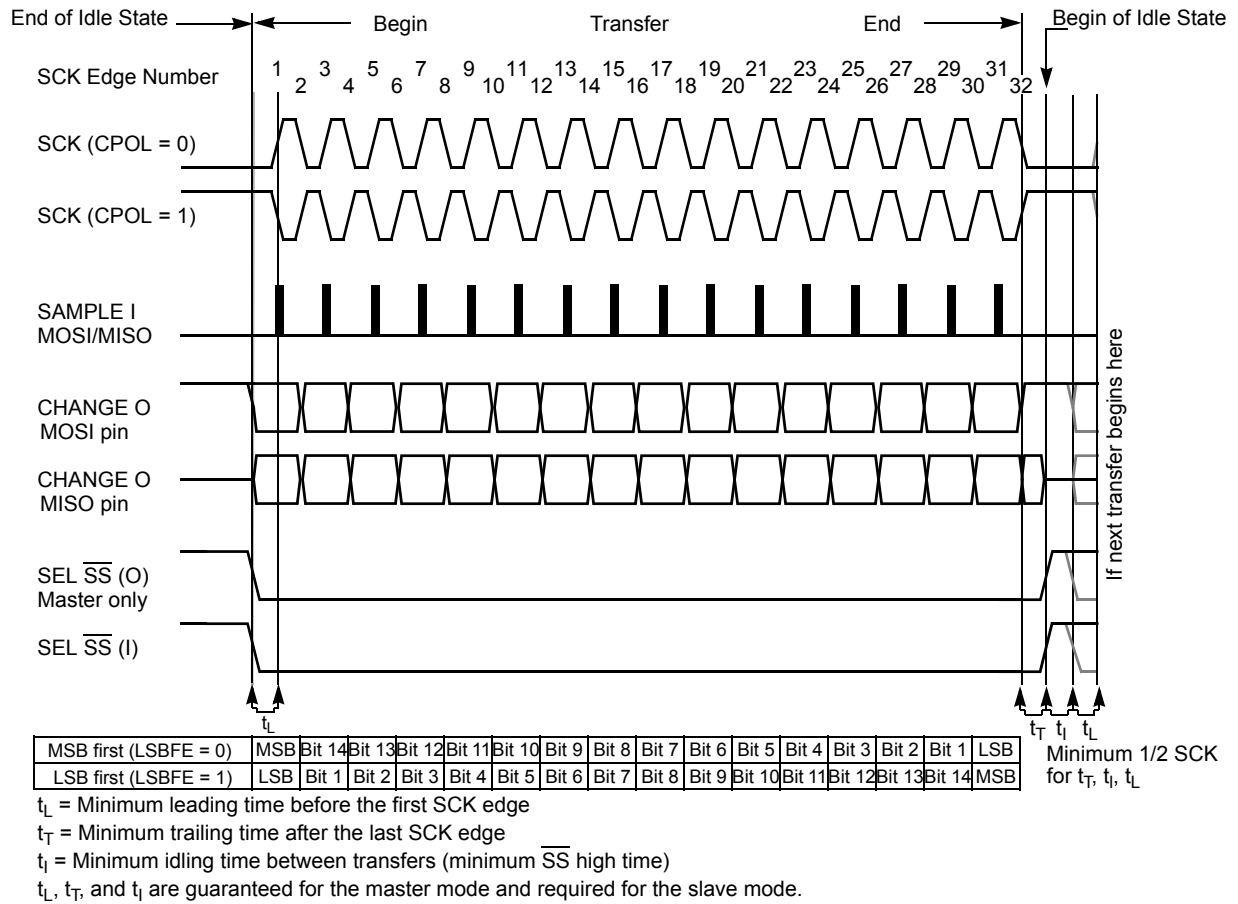 End of Idle State
Begin
Transfer
End
Begin of Idle State
SCK Edge Number
1 2 3 4 5 6 7 8 9 10 11 12 13 14 15 16 17 18 19 20 21 22 23 24 25 26 27 28 29 30 31 32
SCK (CPOL = 0)
SCK (CPOL = 1)
SAMPLE I
MOSI/MISO
CHANGE O
MOSI pin
CHANGE O
MISO pin
SEL SS (O)
Master only
SEL SS (I)
If next transfer begins here
tL
tT tI tL
MSB first (LSBFE = 0) MSB Bit 14 Bit 13 Bit 12 Bit 11 Bit 10 Bit 9 Bit 8 Bit 7 Bit 6 Bit 5 Bit 4 Bit 3 Bit 2 Bit 1 LSB
LSB first (LSBFE = 1) LSB Bit 1 Bit 2 Bit 3 Bit 4 Bit 5 Bit 6 Bit 7 Bit 8 Bit 9 Bit 10 Bit 11 Bit 12 Bit 13 Bit 14 MSB
Minimum 1/2 SCK
for tT, tI, tL
tL = Minimum leading time before the first SCK edge
tT = Minimum trailing time after the last SCK edge
tI = Minimum idling time between transfers (minimum SS high time)
tL, tT, and tI are guaranteed for the master mode and required for the slave mode.